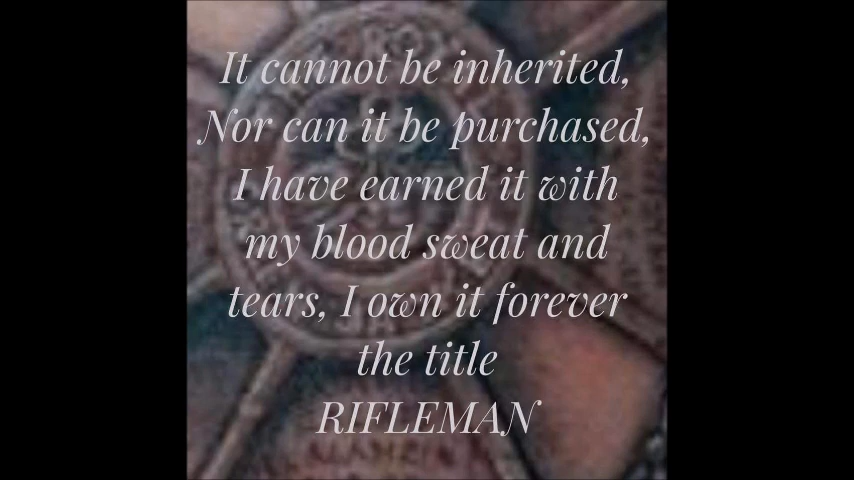 It cannot be inherited,
Nor can it be purchased,
I have earned it with
my blood sweat and
tears, I own it forever
the title
RIFLEMAN